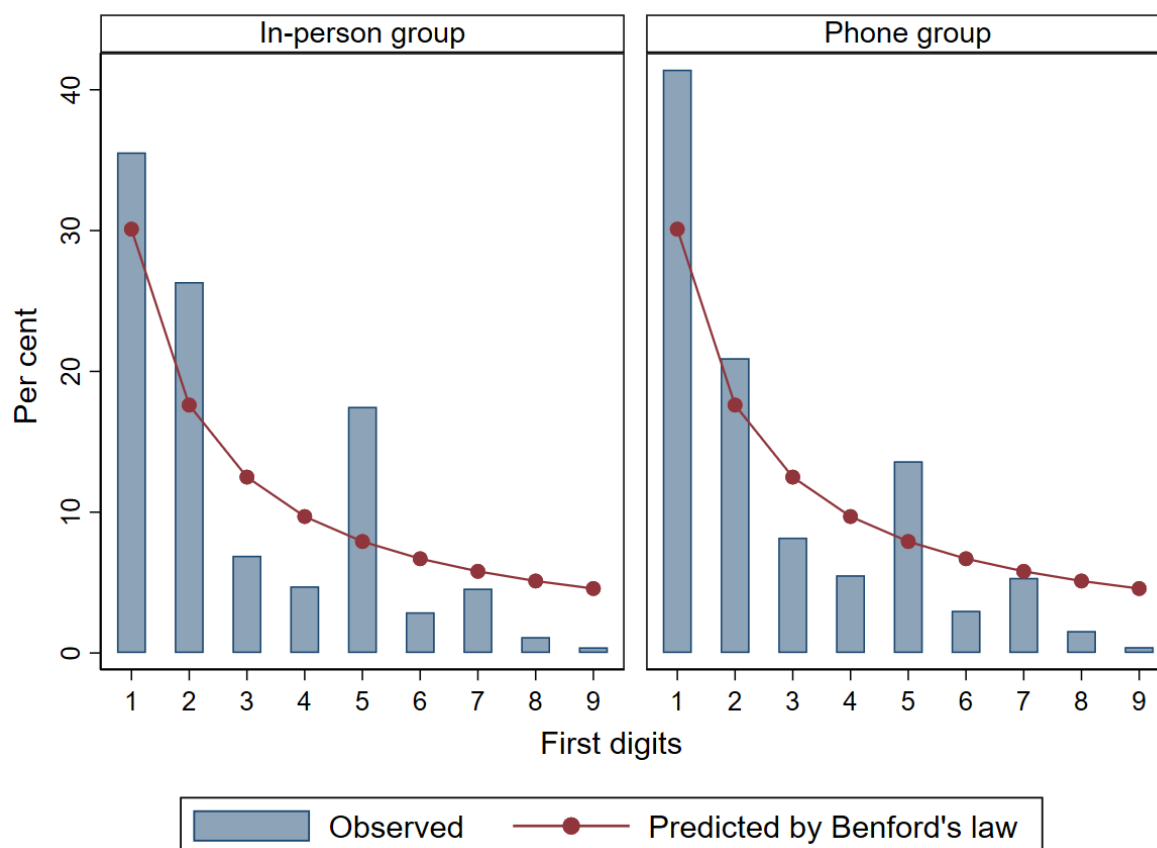 In-person group
Phone group
Per cent
40
30
20
10
0
1 2 3 4 5 6 7 8 9
1 2 3 4 5 6 7 8 9
First digits
Observed
Predicted by Benford's law